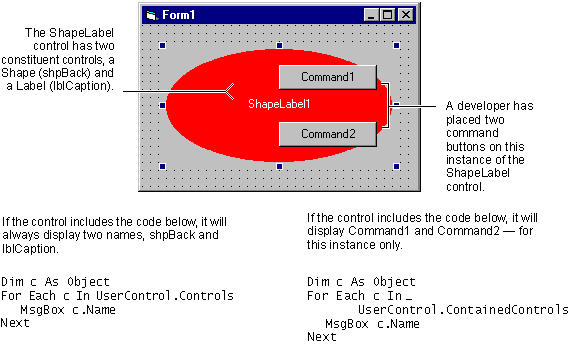 The ShapeLabel
control has two
constituent controls, a
Shape (shpBack) and
a Label (lblCaption).
Form1
Command1
ShapeLabel1
Command2
A developer has
placed two
command
buttons on this
instance of the
ShapeLabel
control.
If the control includes the code below, it will
always display two names, shpBack and
lblCaption.
Dim c As Object
For Each c In UserControl.Controls
MsgBox c.Name
Next
If the control includes the code below, it will
display Command1 and Command2 — for
this instance only.
Dim c As Object
For Each c In _
UserControl.ContainedControls
MsgBox c.Name
Next